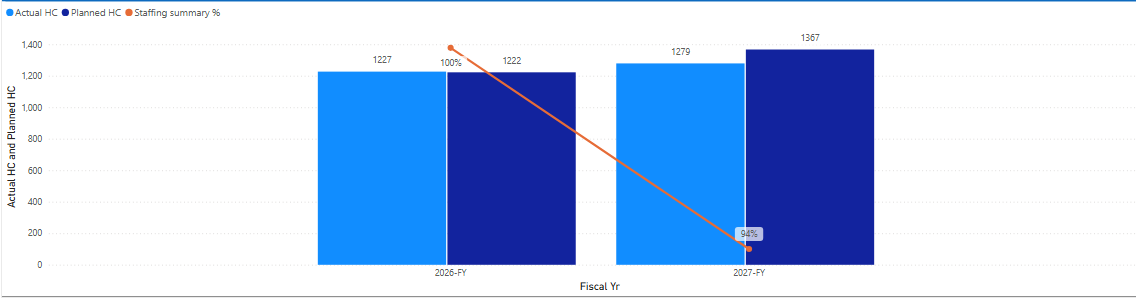 Actual HC Planned HC Staffing summary %
Actual HC and Planned HC
1,400
1,200
1,000
800
600
400
200
0
1227
100%
1222
1279
1367
94%
2026-FY
2027-FY
Fiscal Yr